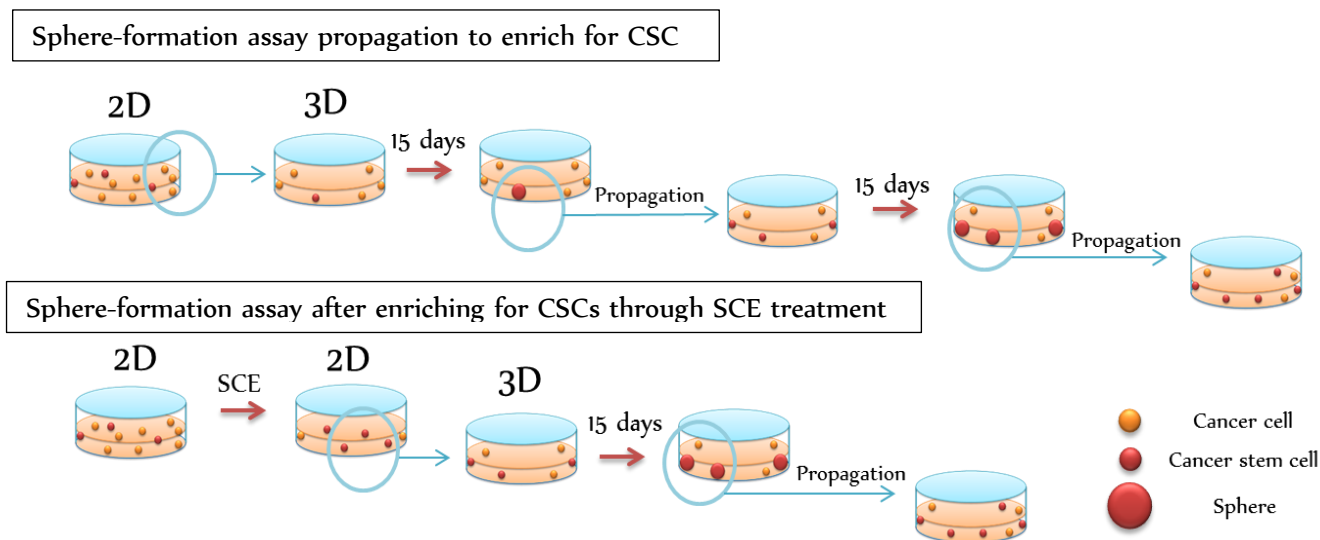 Sphere-formation assay propagation to enrich for CSC
2D
3D
15 days
Propagation
15 days
Propagation
Sphere-formation assay after enriching for CSCs through SCE treatment
2D
SCE
2D
3D
15 days
Propagation
Cancer cell
Cancer stem cell
Sphere